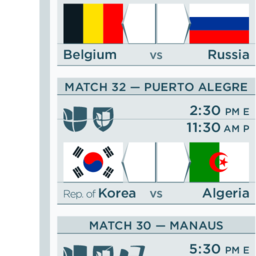 Belgium vs Russia
MATCH 32 — PUERTO ALEGRE
2:30 PM E
11:30 AM P
Rep. of Korea vs Algeria
MATCH 30 — MANAUS
5:30 PM E